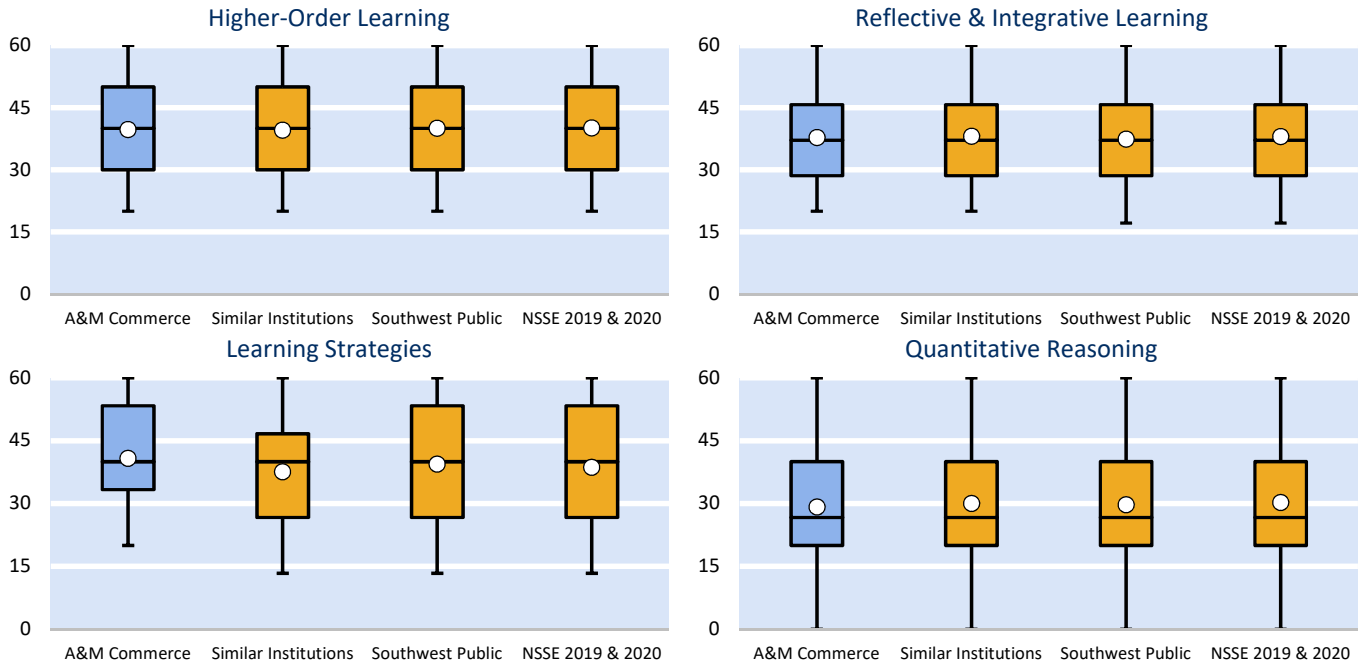 Higher-Order Learning
60
45
30
15
0
A&M Commerce Similar Institutions Southwest Public NSSE 2019 & 2020
Reflective & Integrative Learning
60
45
30
15
0
A&M Commerce Similar Institutions Southwest Public NSSE 2019 & 2020
Learning Strategies
60
45
30
15
0
A&M Commerce Similar Institutions Southwest Public NSSE 2019 & 2020
Quantitative Reasoning
60
45
30
15
0
A&M Commerce Similar Institutions Southwest Public NSSE 2019 & 2020